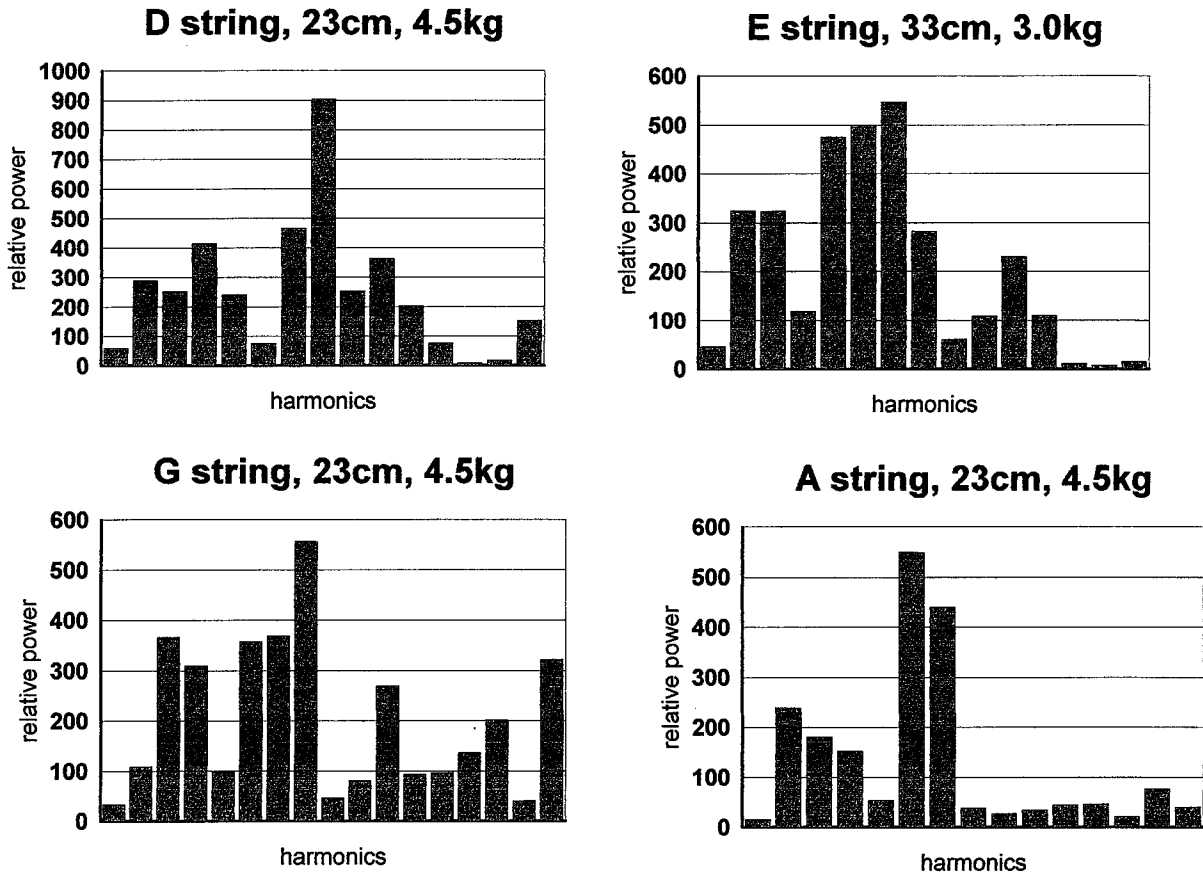 D string, 23cm, 4.5kg
1000
900
800
700
600
500
400
300
200
100
0
relative power
harmonics
E string, 33cm, 3.0kg
600
500
400
300
200
100
0
relative power
harmonics
G string, 23cm, 4.5kg
600
500
400
300
200
100
0
relative power
harmonics
A string, 23cm, 4.5kg
600
500
400
300
200
100
0
relative power
harmonics